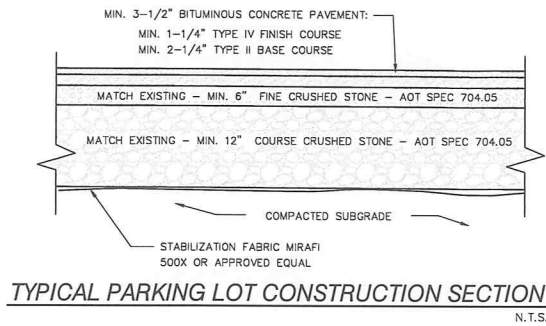 MIN. 3-1/2" BITUMINOUS CONCRETE PAVEMENT:
MIN. 1-1/4" TYPE IV FINISH COURSE
MIN. 2-1/4" TYPE II BASE COURSE
MATCH EXISTING - MIN. 6" FINE CRUSHED STONE - AOT SPEC 704.05
MATCH EXISTING - MIN. 12" COURSE CRUSHED STONE - AOT SPEC 704.05
COMPACTED SUBGRADE
STABILIZATION FABRIC MIRAFI
500X OR APPROVED EQUAL
TYPICAL PARKING LOT CONSTRUCTION SECTION
N.T.S.